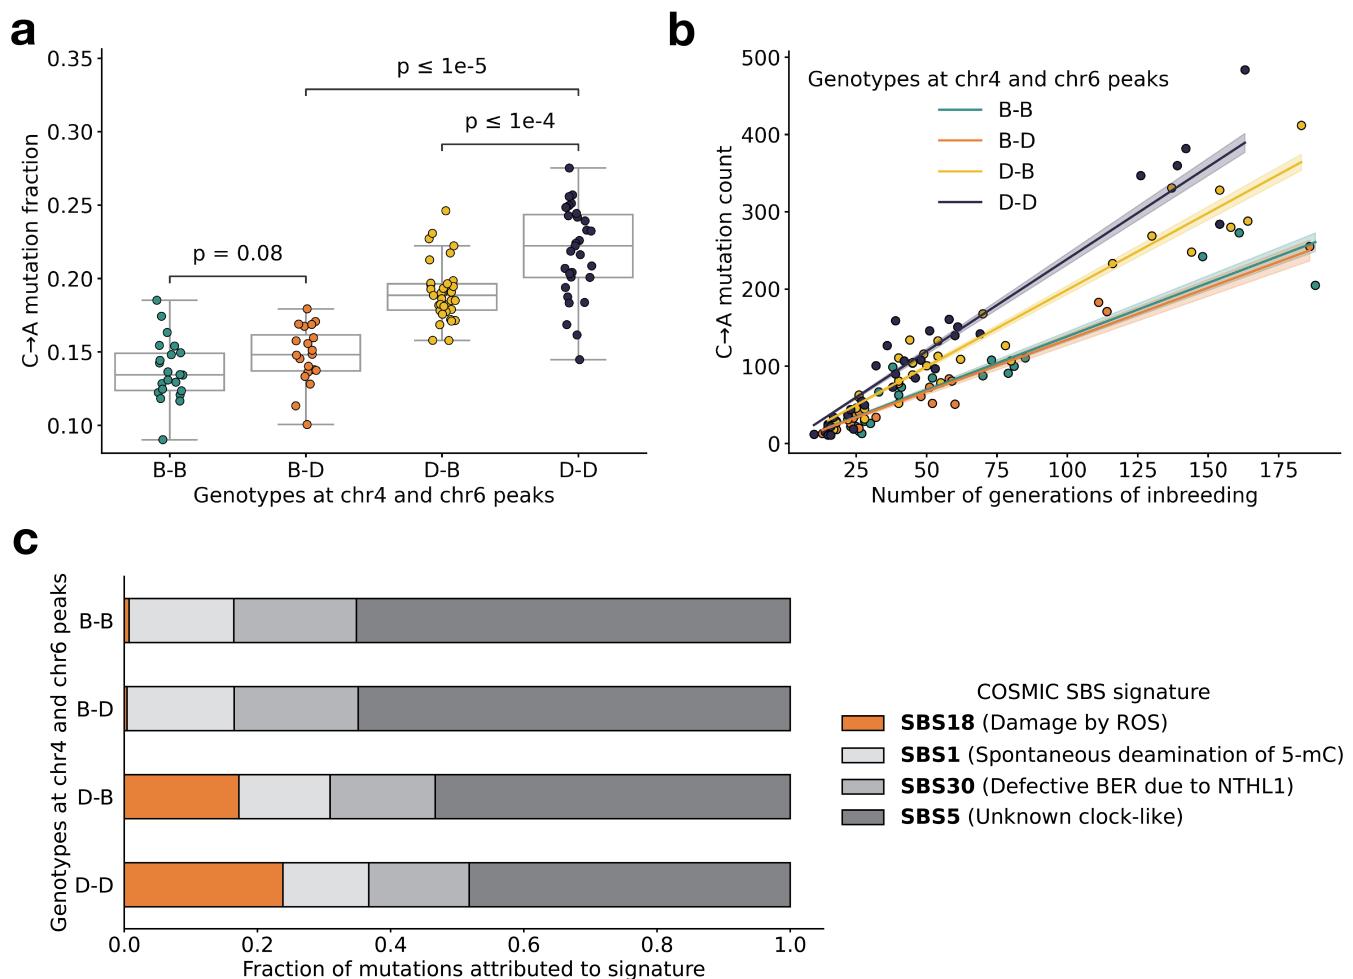 a
C→A mutation fraction
0.35
0.30
0.25
0.20
0.15
0.10
p ≤ 1e-5
p ≤ 1e-4
p = 0.08
B-B B-D D-B D-D
Genotypes at chr4 and chr6 peaks
b
C→A mutation count
500
400
300
200
100
0
Genotypes at chr4 and chr6 peaks
B-B
B-D
D-B
D-D
25 50 75 100 125 150 175
Number of generations of inbreeding
c
Genotypes at chr4 and chr6 peaks
B-B
B-D
D-B
D-D
0.0 0.2 0.4 0.6 0.8 1.0
Fraction of mutations attributed to signature
COSMIC SBS signature
SBS18 (Damage by ROS)
SBS1 (Spontaneous deamination of 5-mC)
SBS30 (Defective BER due to NTHL1)
SBS5 (Unknown clock-like)